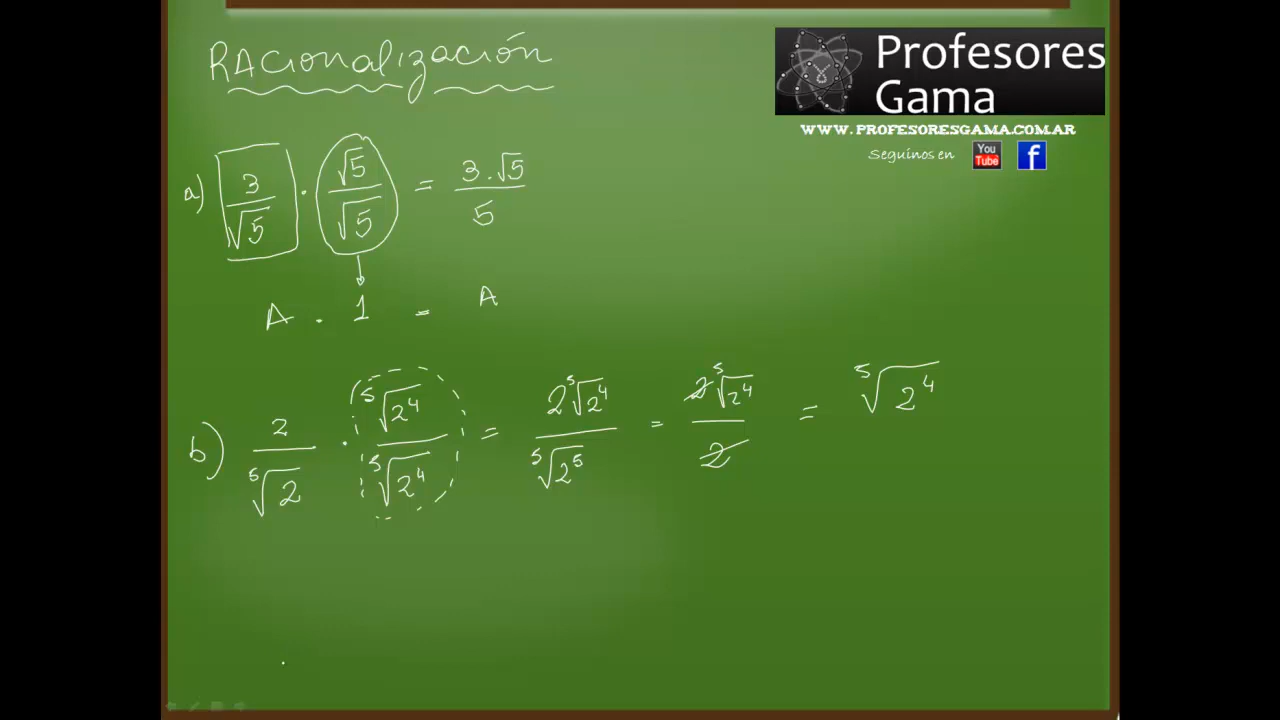 RACionalización
Profesores
Gama
WWW.PROFESORESGAMA.COM.AR
Seguinos en You Tube f
a) 3/√5 · √5/√5 = 3.√5/5
A . 1 = A
b) 2/⁵√2 · ⁵√2⁴/⁵√2⁴ = 2⁵√2⁴/⁵√2⁵ = 2⁵√2⁴/2 = ⁵√2⁴